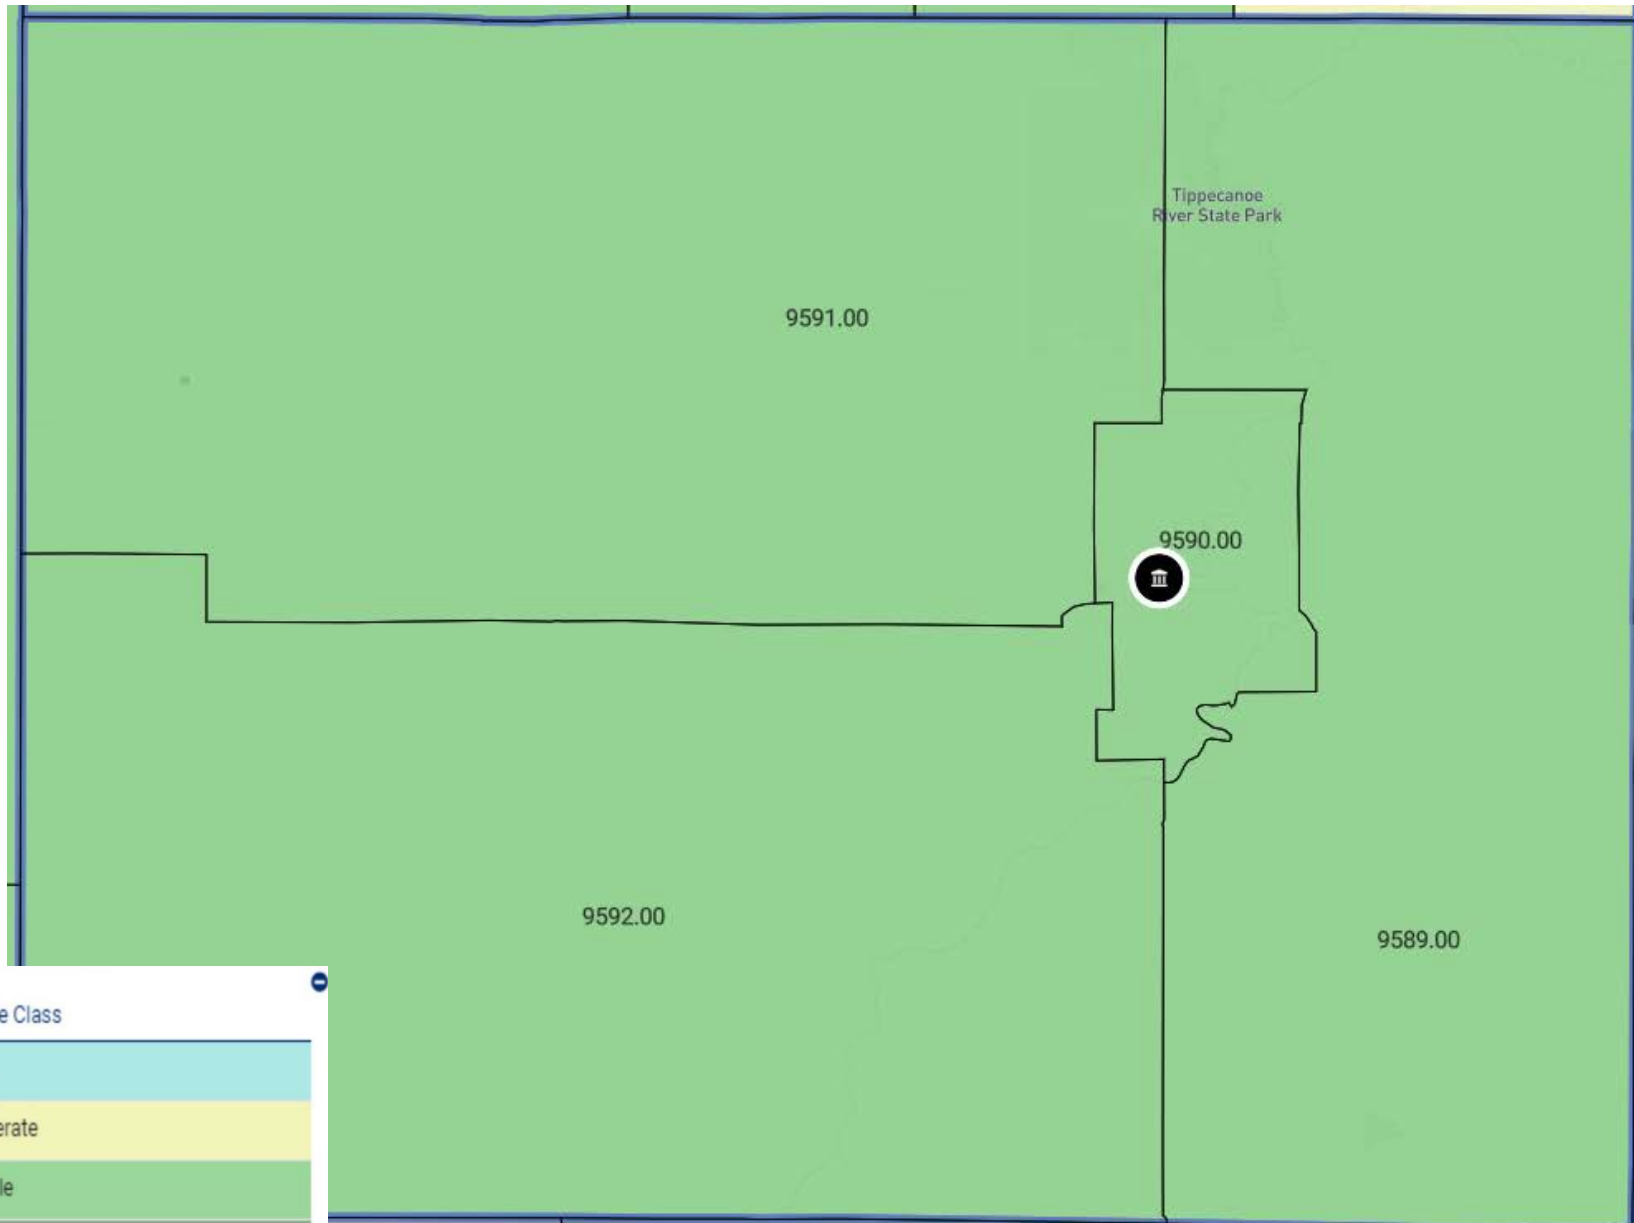 Tippecanoe
River State Park
9591.00
9590.00
9592.00
9589.00
e Class
erate
le